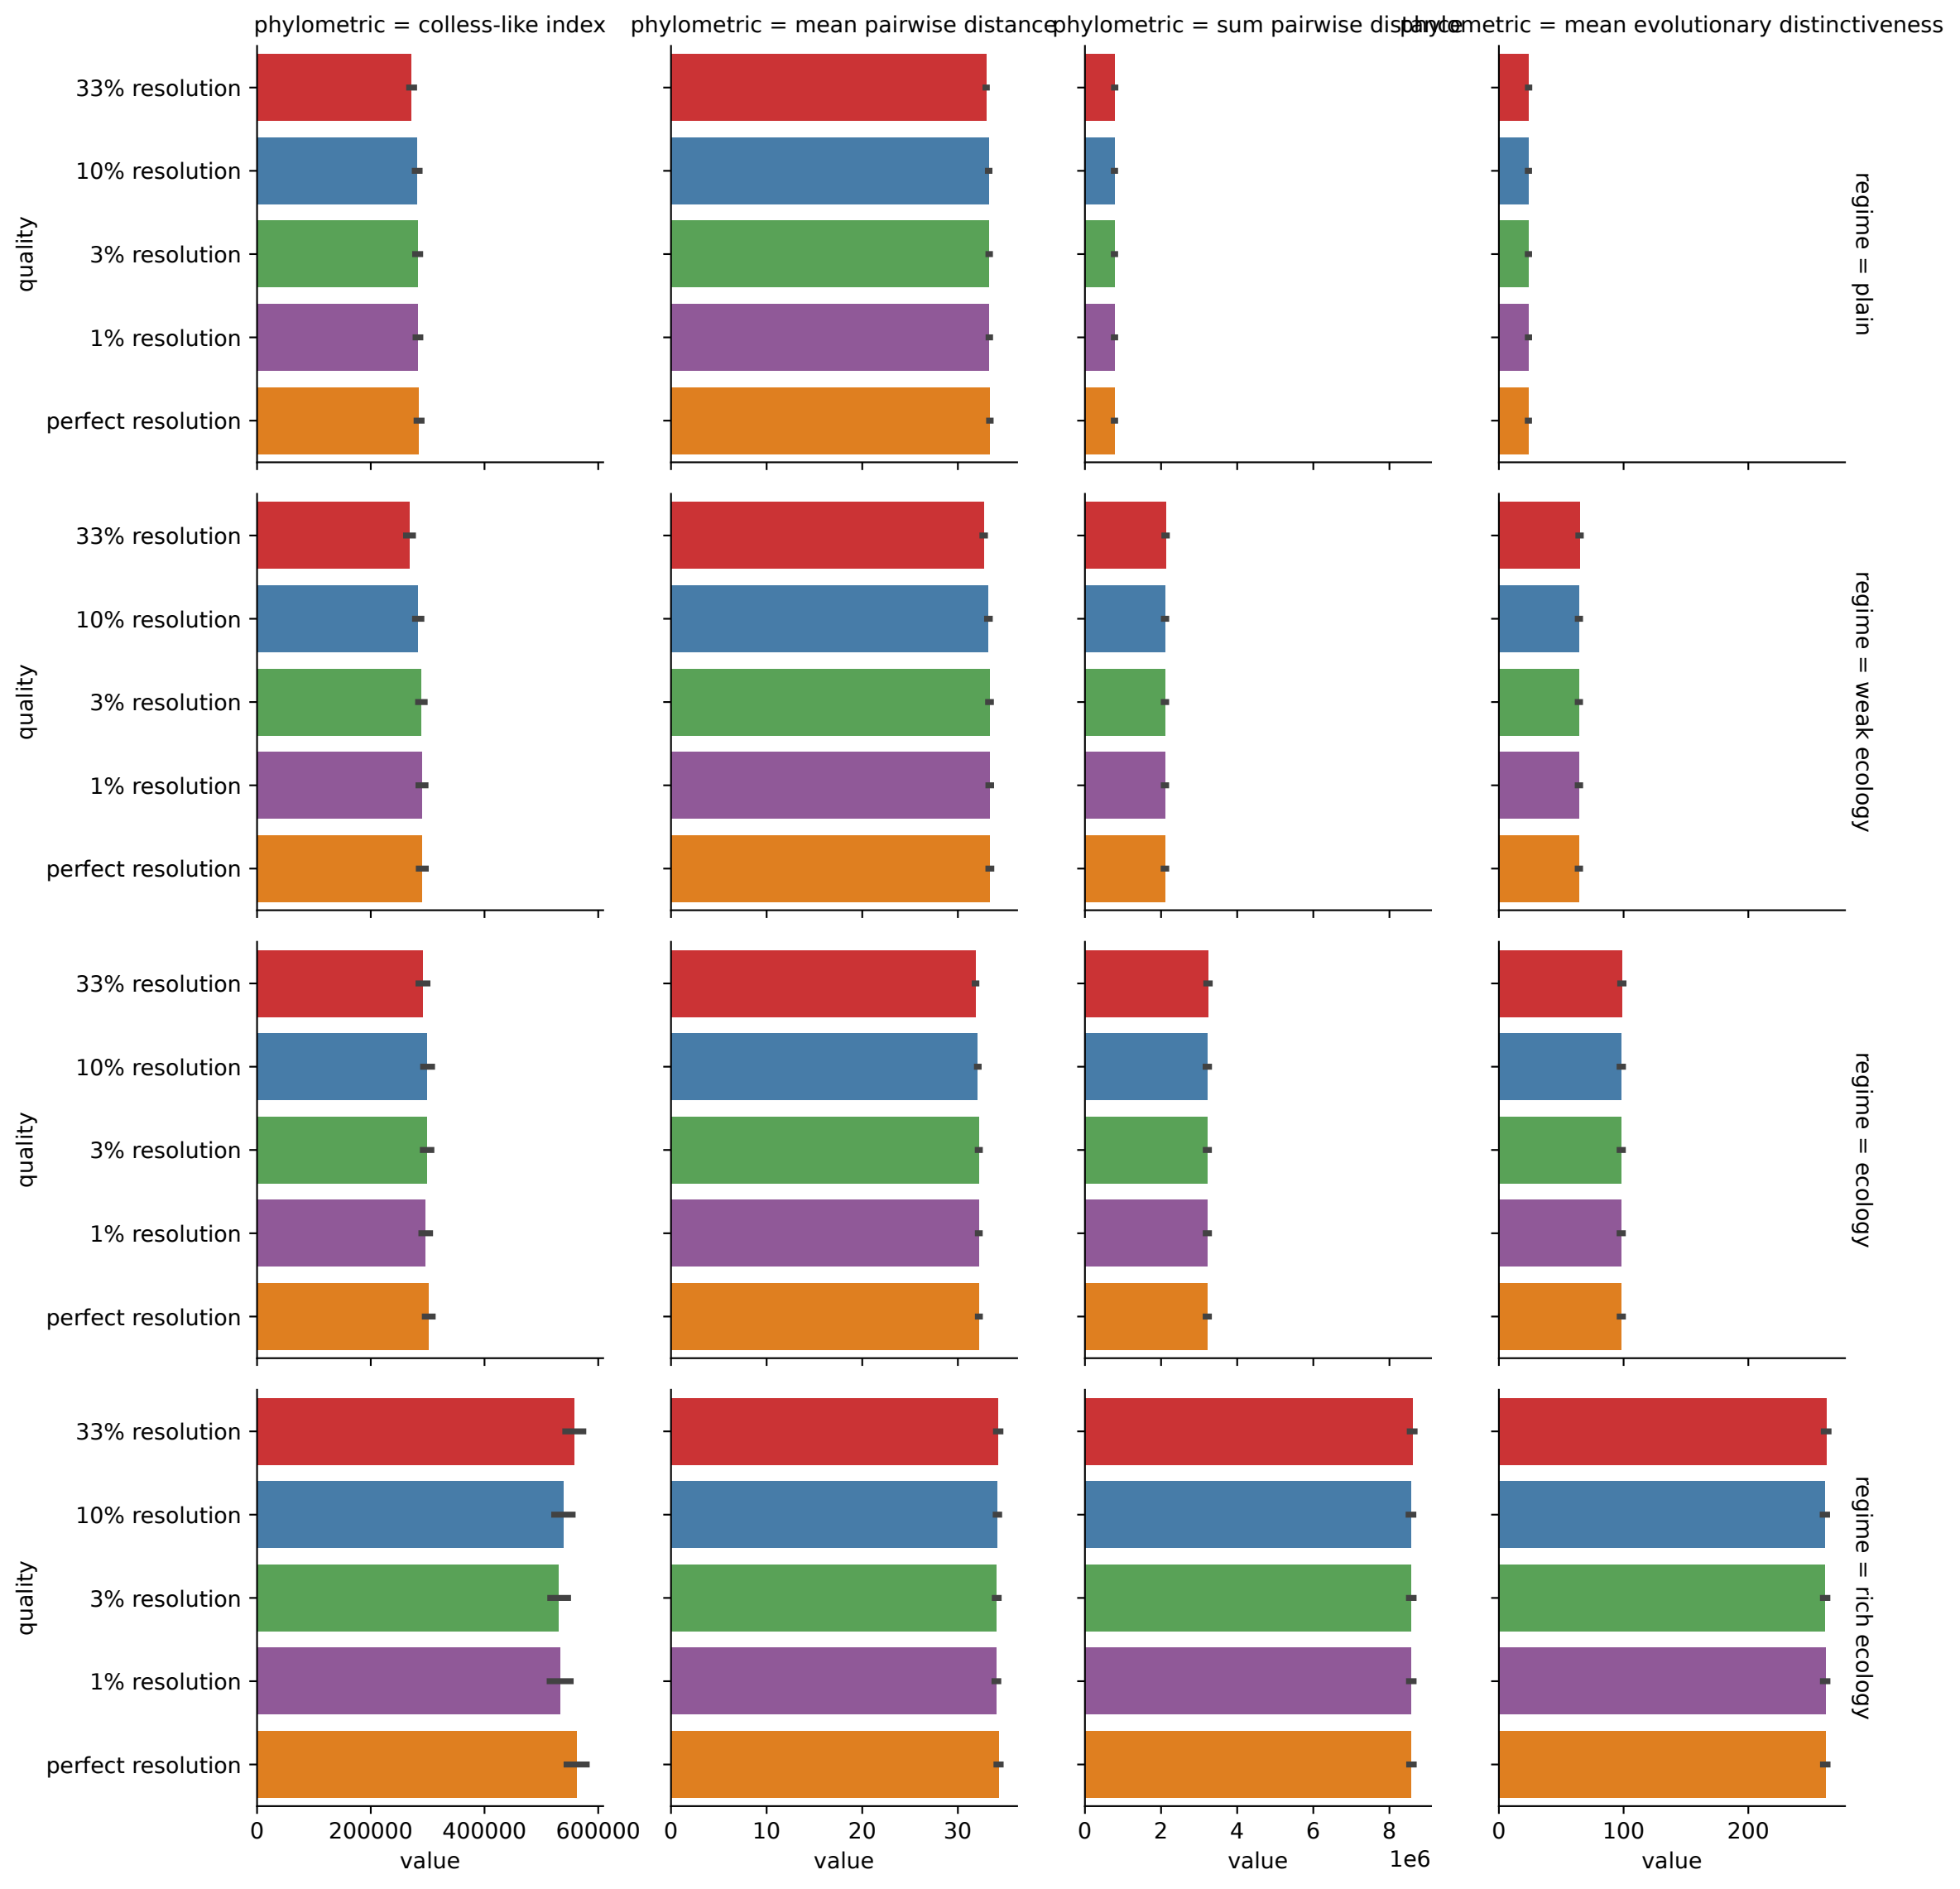 phylometric = colless-like index
phylometric = mean pairwise distance
phylometric = sum pairwise distance
phylometric = mean evolutionary distinctiveness
quality
33% resolution
10% resolution
3% resolution
1% resolution
perfect resolution
regime = plain
quality
33% resolution
10% resolution
3% resolution
1% resolution
perfect resolution
regime = weak ecology
quality
33% resolution
10% resolution
3% resolution
1% resolution
perfect resolution
regime = ecology
quality
33% resolution
10% resolution
3% resolution
1% resolution
perfect resolution
regime = rich ecology
0 200000 400000 600000
value
0 10 20 30
value
0 2 4 6 8
value
1e6
0 100 200
value